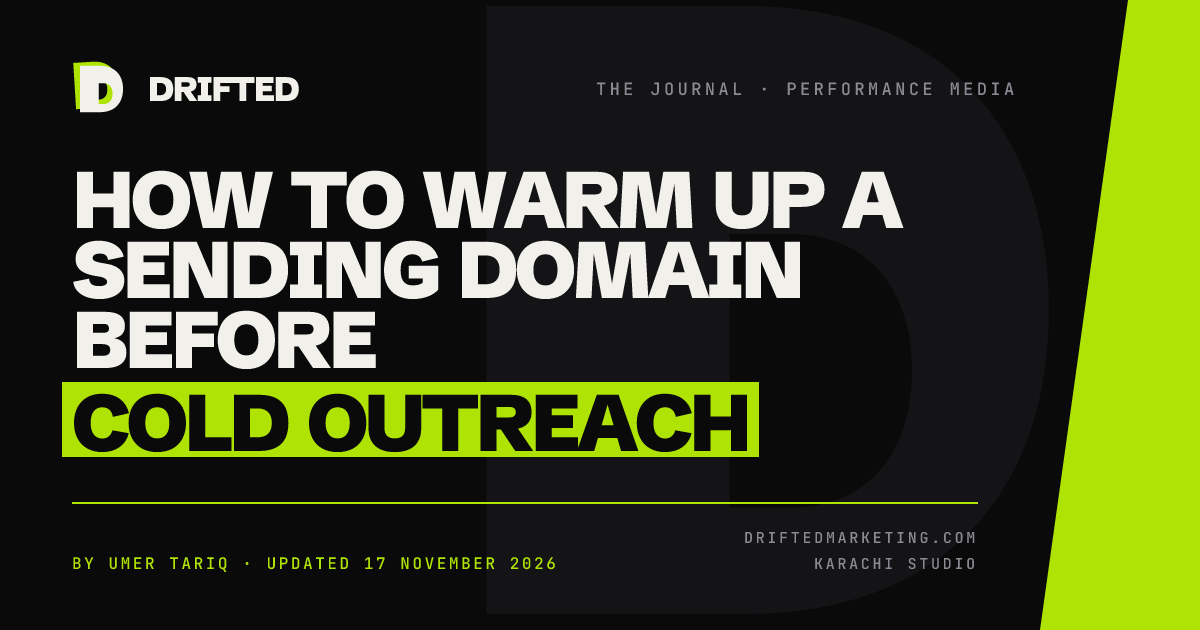 DRIFTED
THE JOURNAL · PERFORMANCE MEDIA
HOW TO WARM UP A
SENDING DOMAIN
BEFORE
COLD OUTREACH
DRIFTEDMARKETING.COM
BY UMER TARIQ · UPDATED 17 NOVEMBER 2026
KARACHI STUDIO